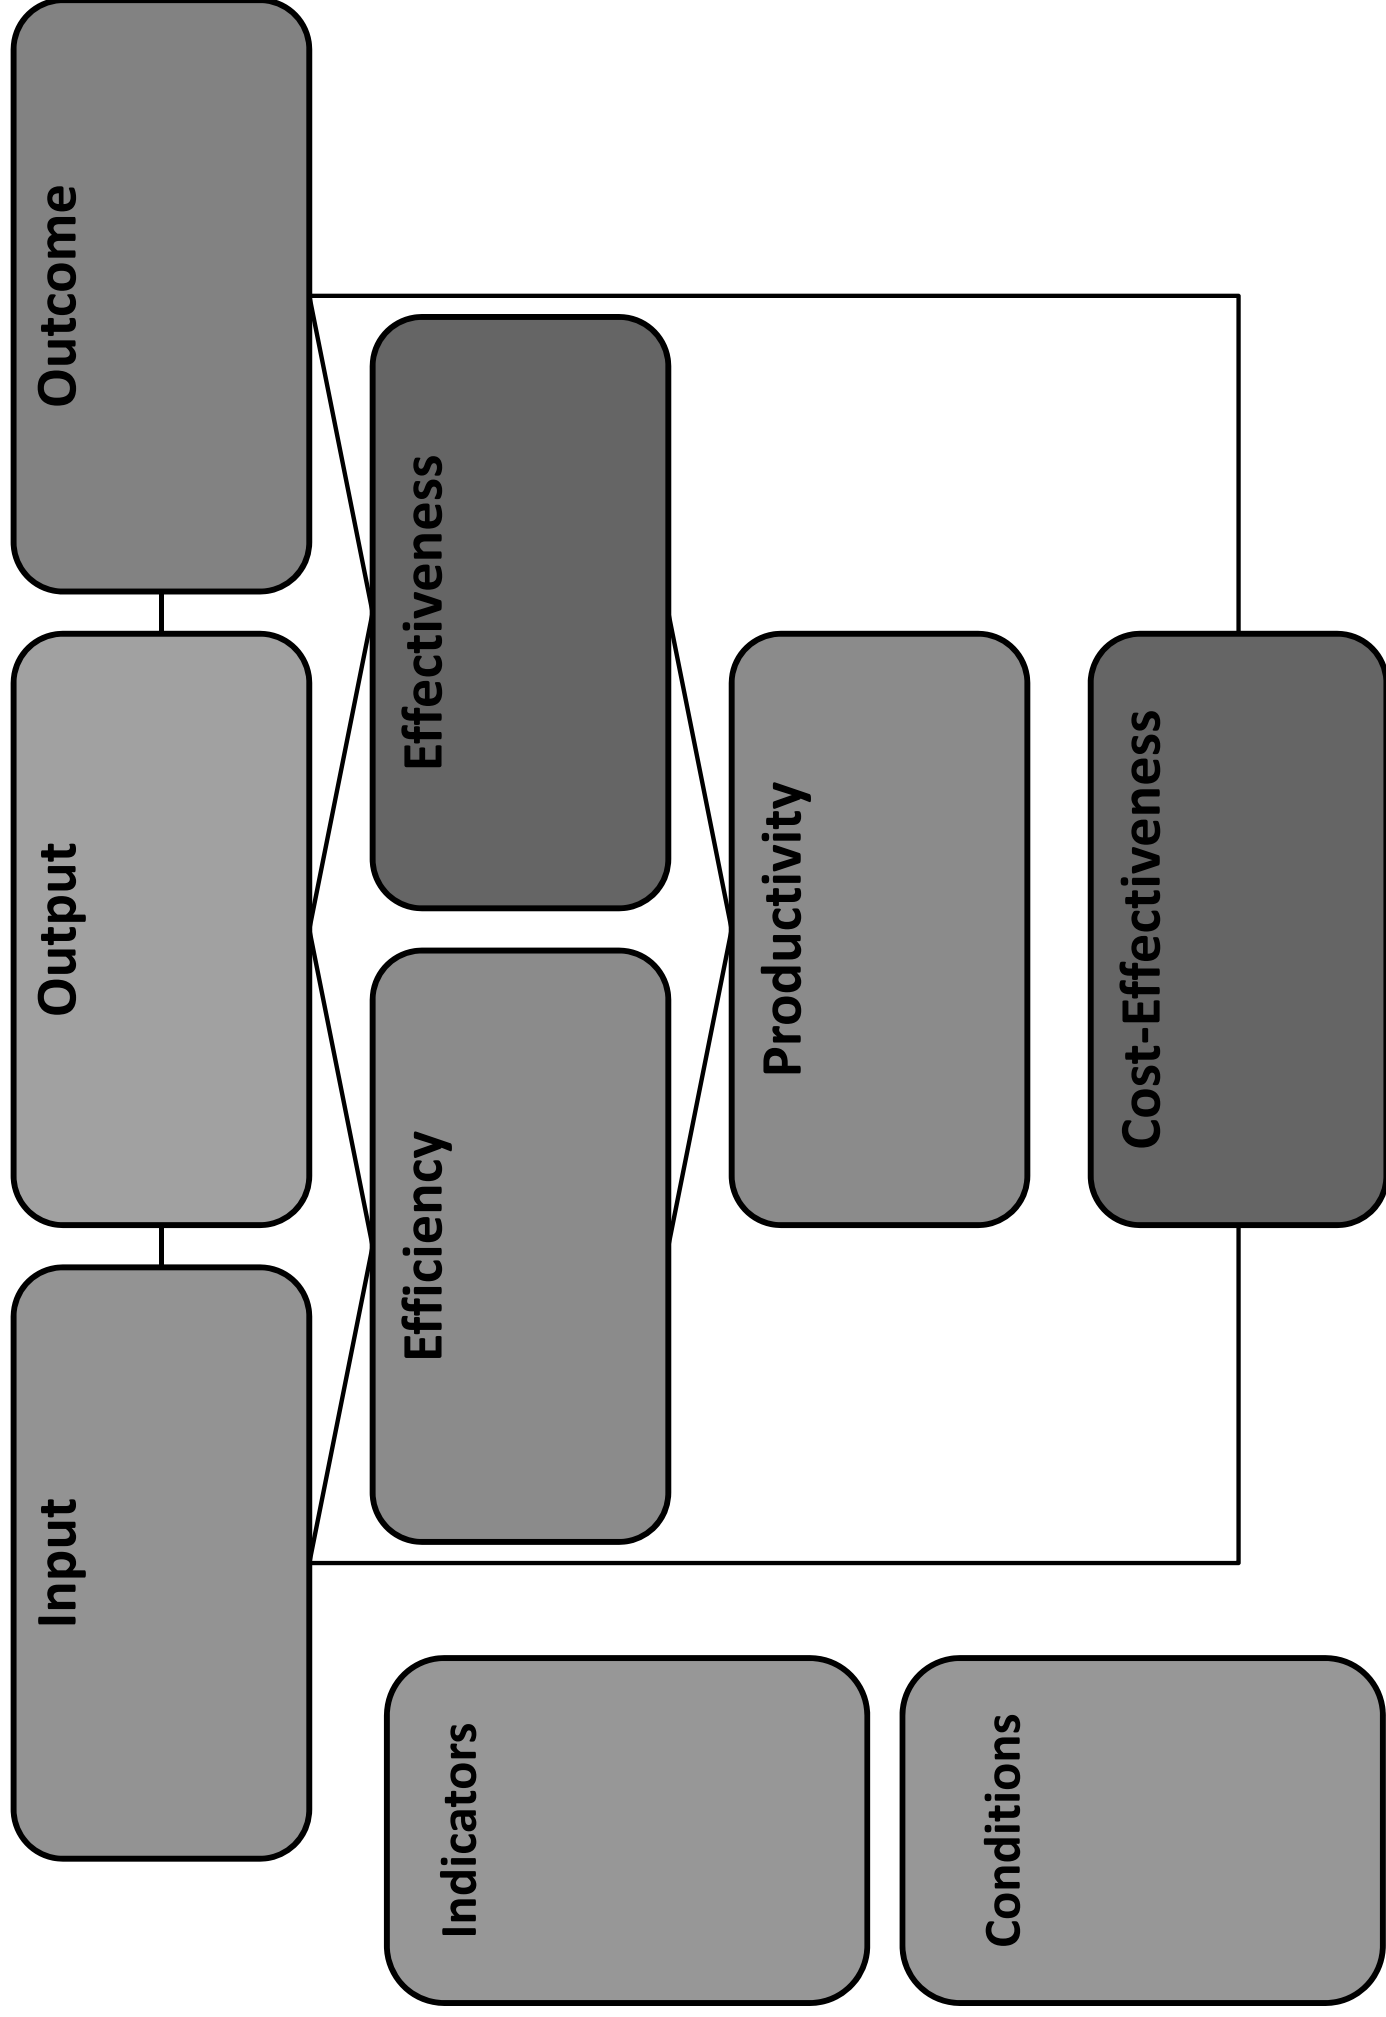 Input
Output
Outcome
Efficiency
Effectiveness
Productivity
Cost-Effectiveness
Indicators
Conditions